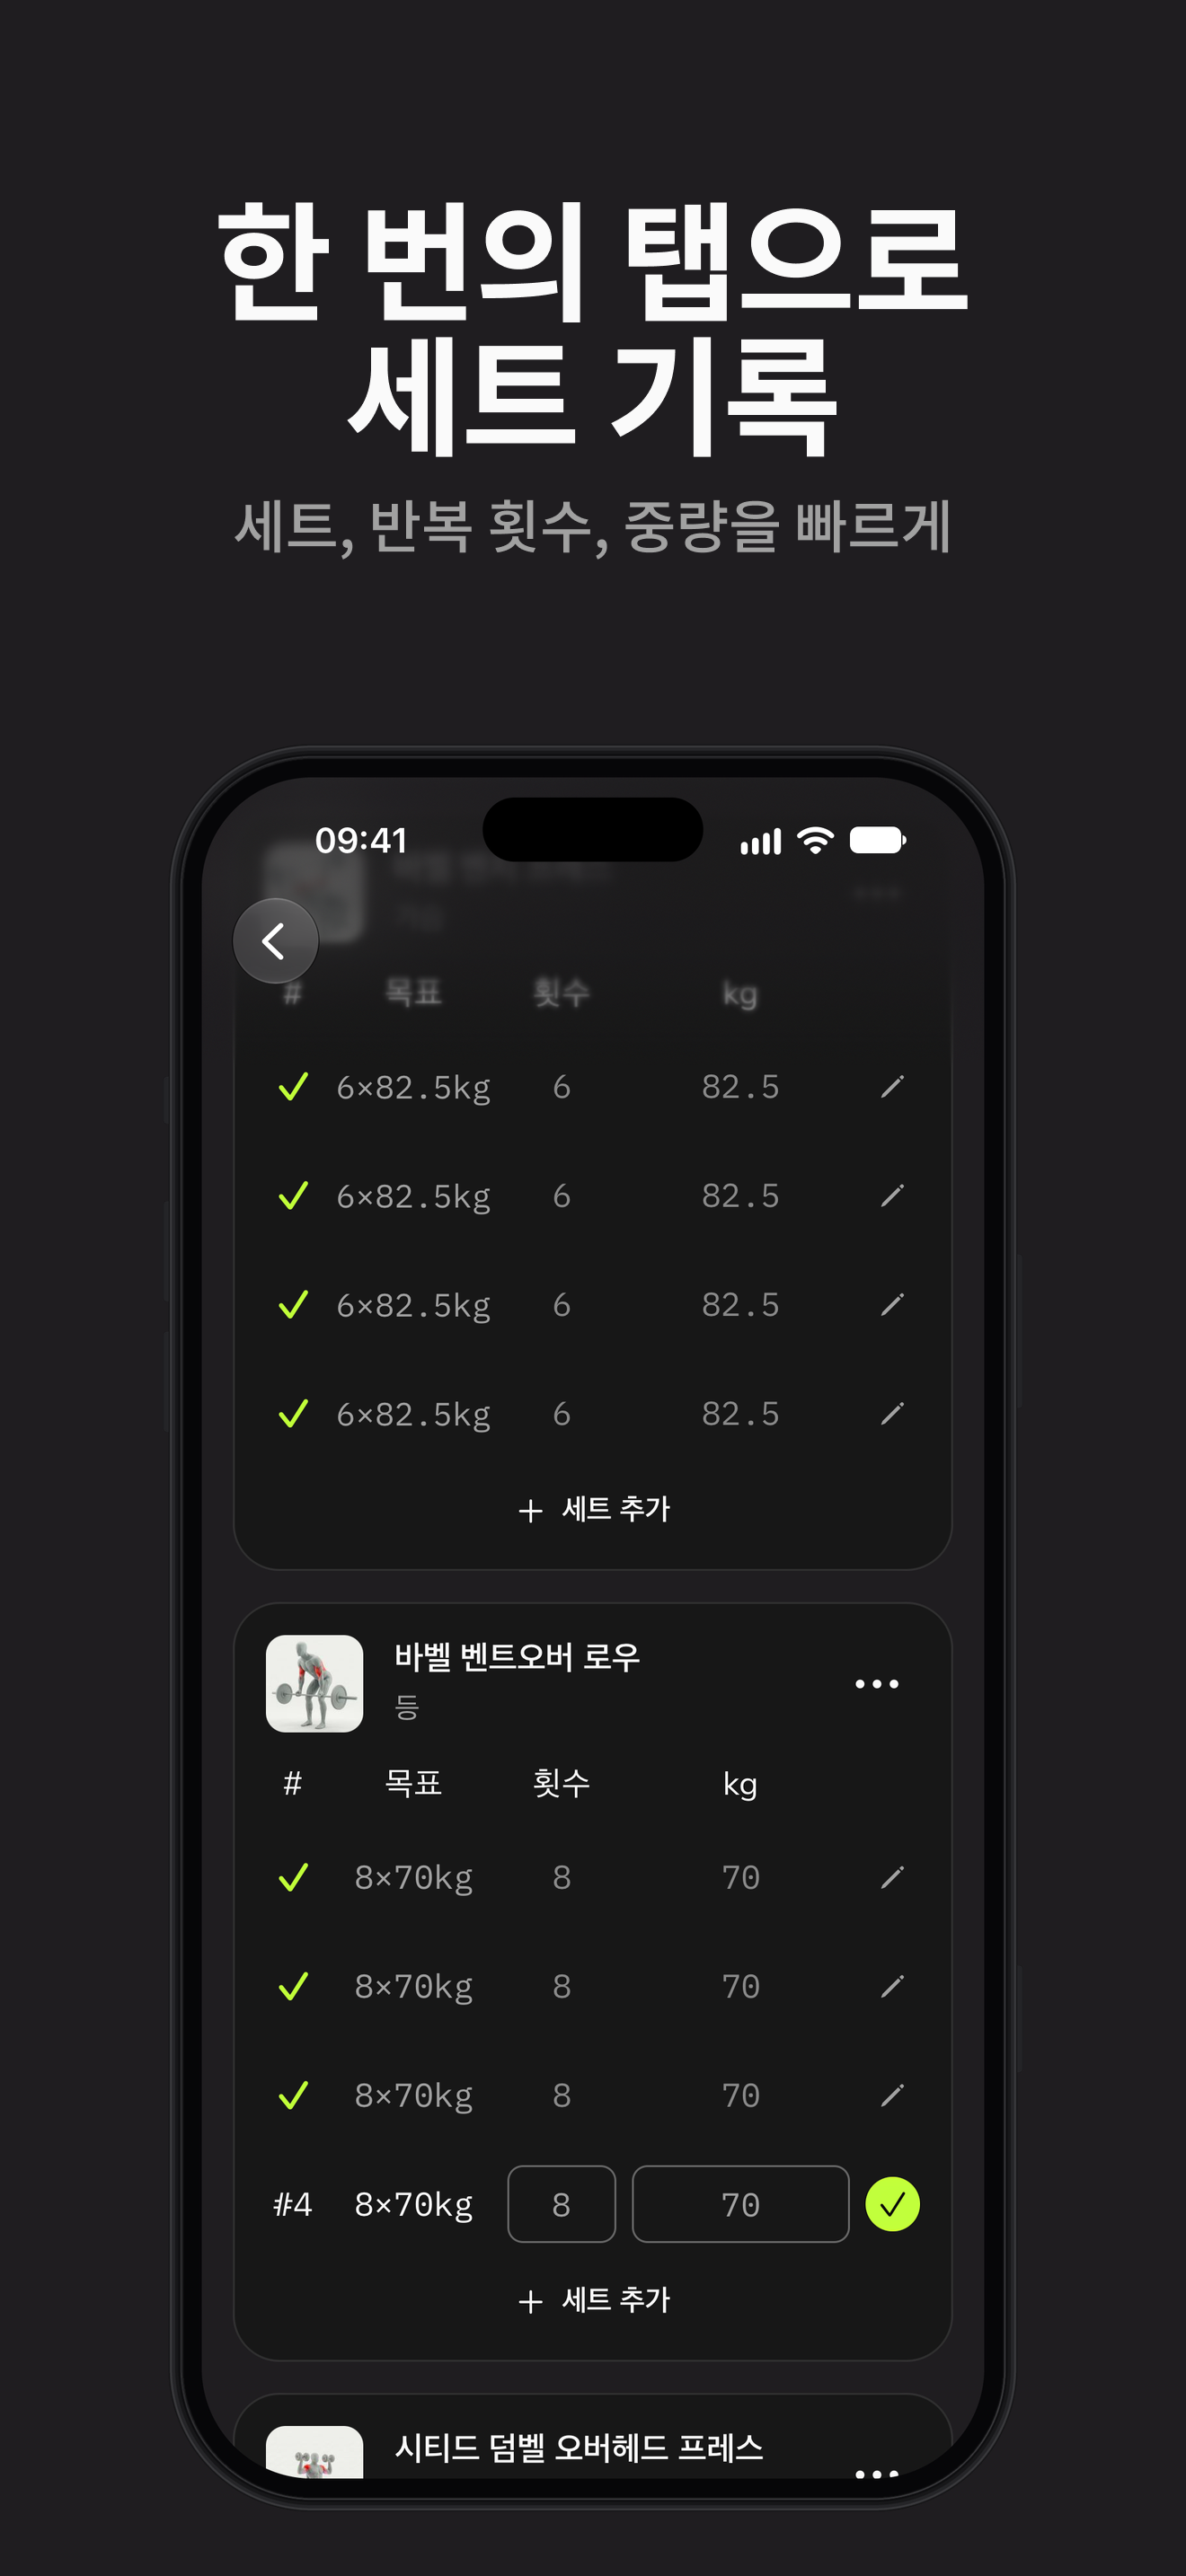 한 번의 탭으로
세트 기록
세트, 반복 횟수, 중량을 빠르게
09:41
# 목표 횟수 kg
6×82.5kg 6 82.5
6×82.5kg 6 82.5
6×82.5kg 6 82.5
6×82.5kg 6 82.5
+ 세트 추가
바벨 벤트오버 로우
등
# 목표 횟수 kg
8×70kg 8 70
8×70kg 8 70
8×70kg 8 70
#4 8×70kg 8 70
+ 세트 추가
시티드 덤벨 오버헤드 프레스